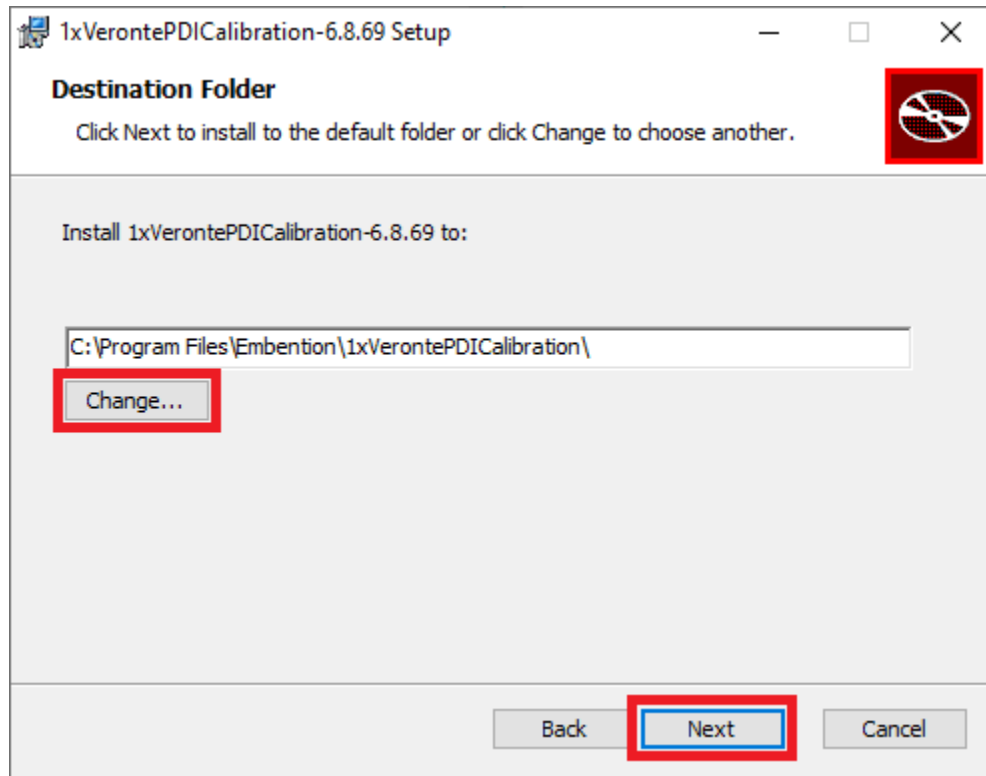 1xVerontePDICalibration-6.8.69 Setup
Destination Folder
Click Next to install to the default folder or click Change to choose another.
Install 1xVerontePDICalibration-6.8.69 to:
C:\Program Files\Embention\1xVerontePDICalibration\
Change...
Back Next Cancel